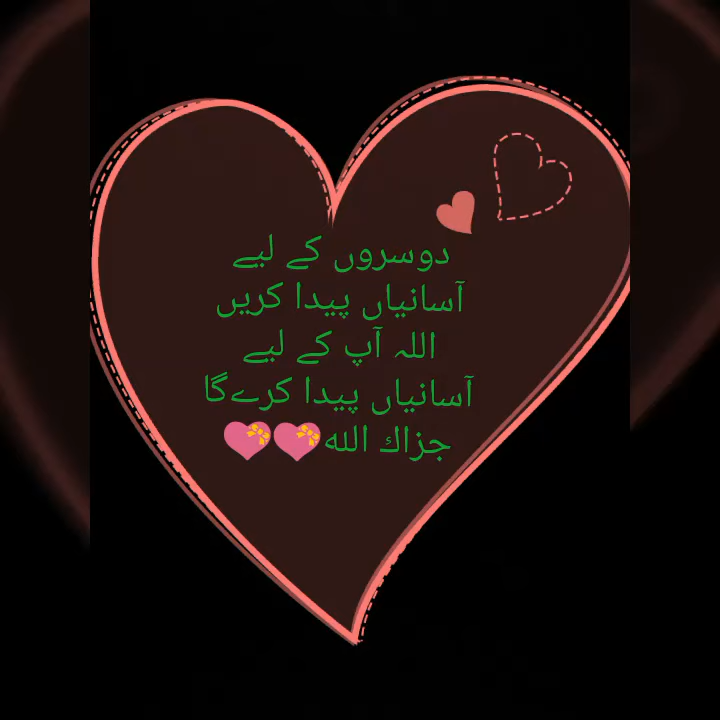 دوسروں کے لیے
آسانیاں پیدا کریں
اللہ آپ کے لیے
آسانیاں پیدا کرےگا
جزاك الله💝💝